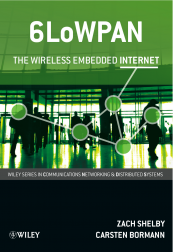 6LoWPAN
THE WIRELESS EMBEDDED INTERNET
WILEY SERIES IN COMMUNICATIONS NETWORKING & DISTRIBUTED SYSTEMS
ZACH SHELBY
CARSTEN BORMANN
WILEY